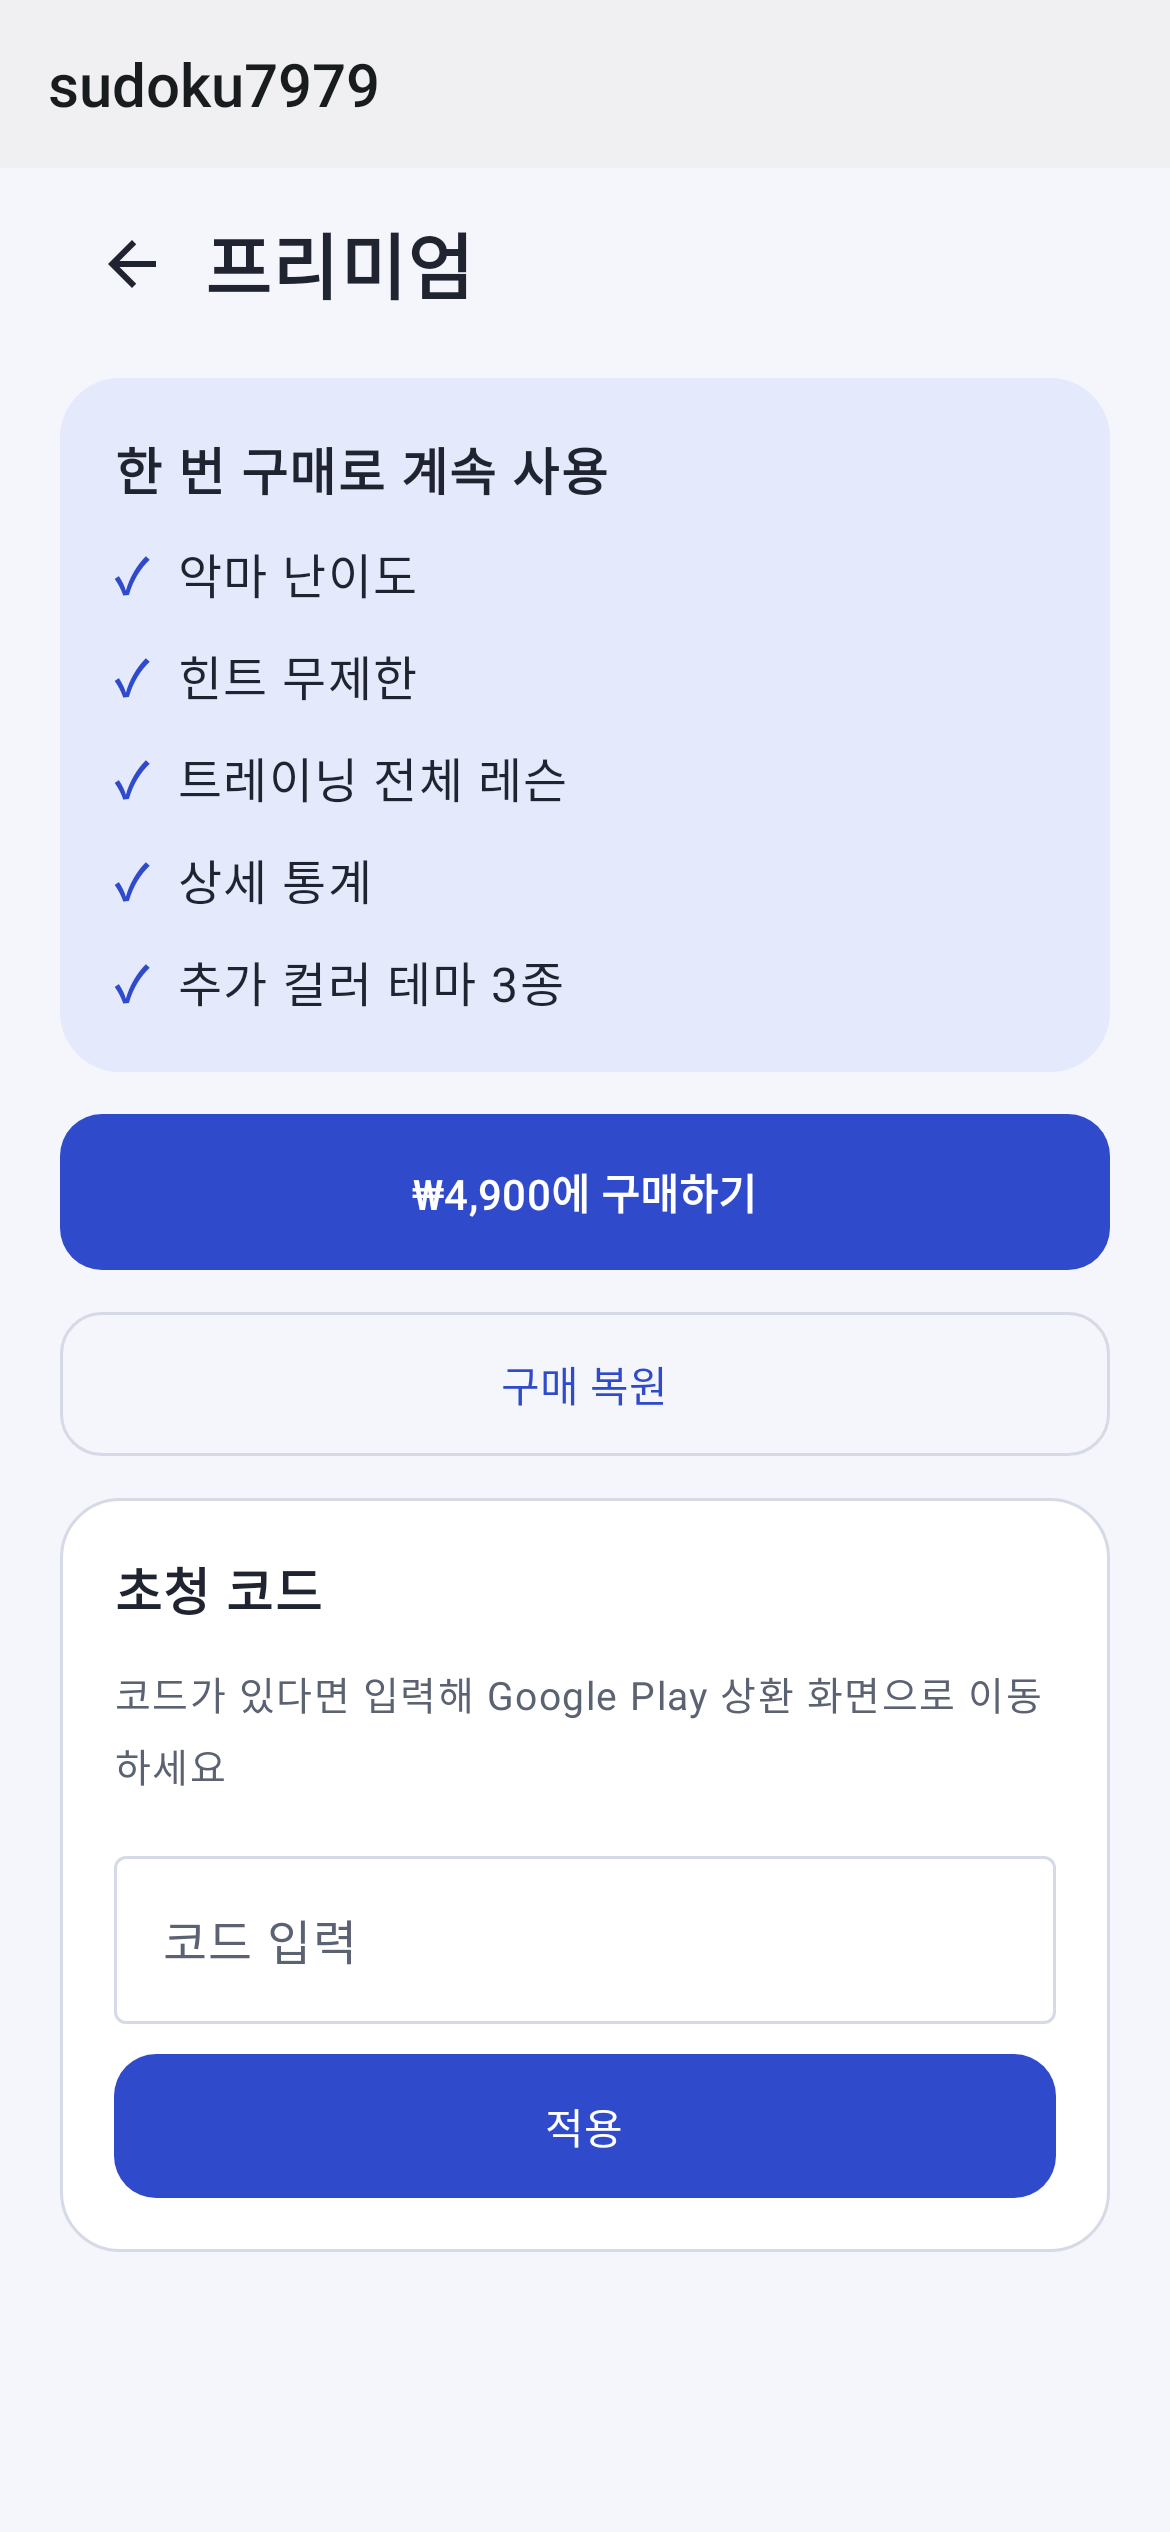 sudoku7979
프리미엄
한 번 구매로 계속 사용
✓ 악마 난이도
✓ 힌트 무제한
✓ 트레이닝 전체 레슨
✓ 상세 통계
✓ 추가 컬러 테마 3종
₩4,900에 구매하기
구매 복원
초청 코드
코드가 있다면 입력해 Google Play 상환 화면으로 이동
하세요
코드 입력
적용